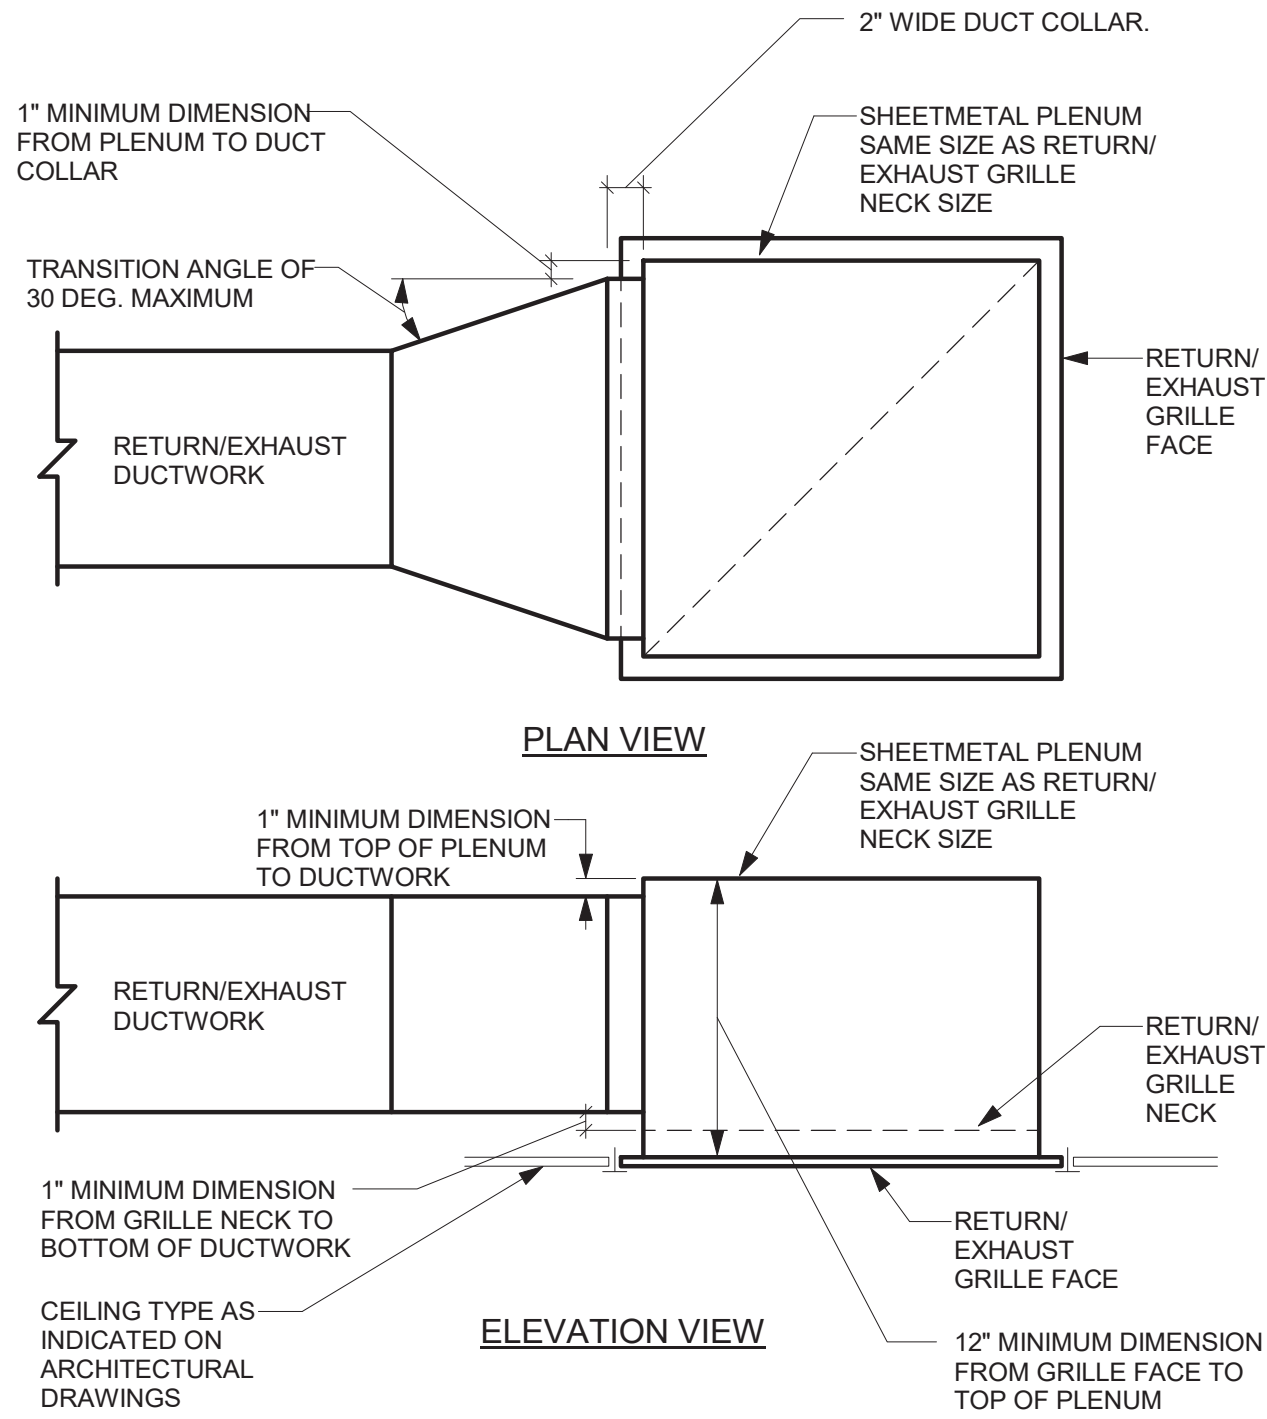 2" WIDE DUCT COLLAR.
1" MINIMUM DIMENSION
FROM PLENUM TO DUCT
COLLAR
SHEETMETAL PLENUM
SAME SIZE AS RETURN/
EXHAUST GRILLE
NECK SIZE
TRANSITION ANGLE OF
30 DEG. MAXIMUM
RETURN/
EXHAUST
GRILLE
FACE
RETURN/EXHAUST
DUCTWORK
PLAN VIEW
SHEETMETAL PLENUM
SAME SIZE AS RETURN/
EXHAUST GRILLE
NECK SIZE
1" MINIMUM DIMENSION
FROM TOP OF PLENUM
TO DUCTWORK
RETURN/EXHAUST
DUCTWORK
RETURN/
EXHAUST
GRILLE
NECK
1" MINIMUM DIMENSION
FROM GRILLE NECK TO
BOTTOM OF DUCTWORK
RETURN/
EXHAUST
GRILLE FACE
CEILING TYPE AS
INDICATED ON
ARCHITECTURAL
DRAWINGS
ELEVATION VIEW
12" MINIMUM DIMENSION
FROM GRILLE FACE TO
TOP OF PLENUM